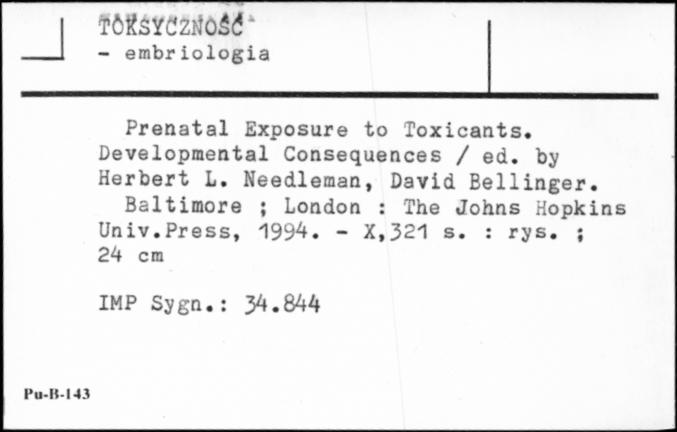 TOKSYCZNOŚĆ
- embriologia
Prenatal Exposure to Toxicants.
Developmental Consequences / ed. by
Herbert L. Needleman, David Bellinger.
Baltimore ; London : The Johns Hopkins
Univ.Press, 1994. - X,321 s. : rys. ;
24 cm
IMP Sygn.: 34.844
Pu-B-143